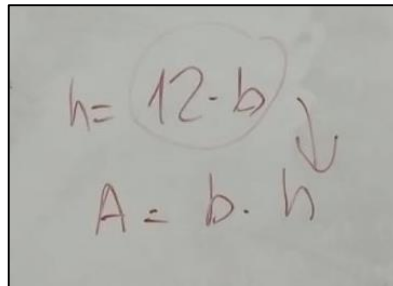 h= 12-b
A = b. h